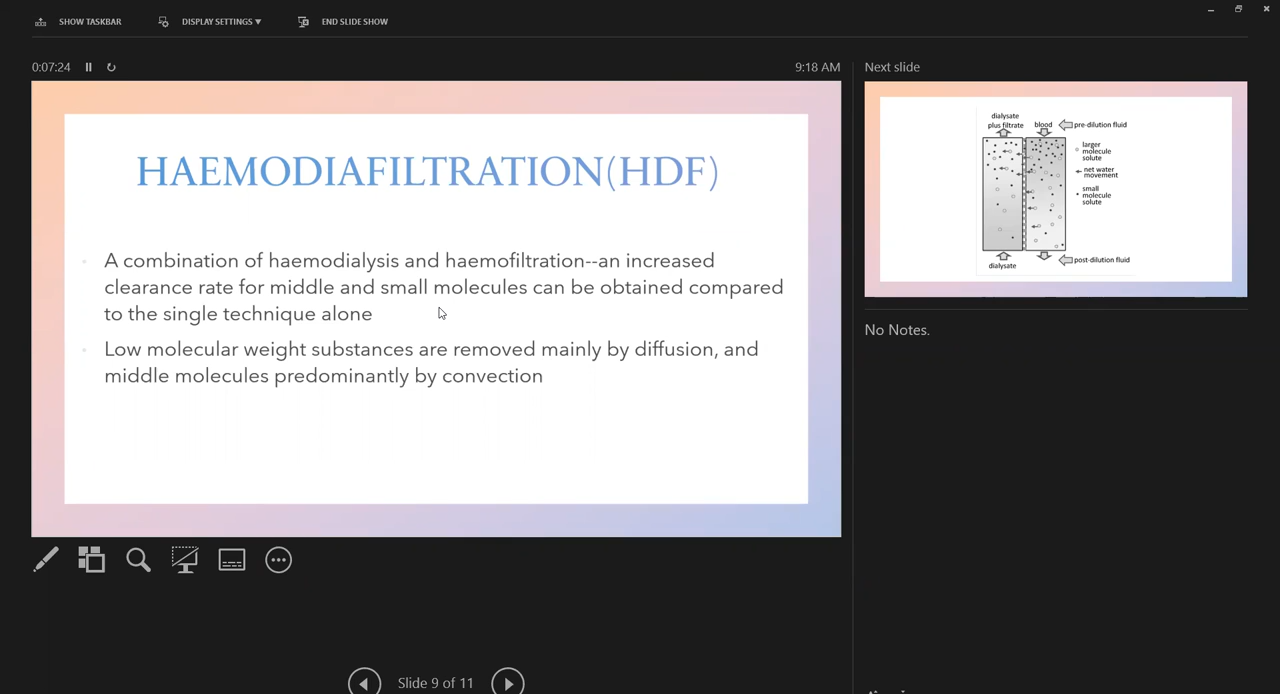 SHOW TASKBAR
DISPLAY SETTINGS ▾
END SLIDE SHOW
0:07:24
9:18 AM
HAEMODIAFILTRATION(HDF)
A combination of haemodialysis and haemofiltration--an increased
clearance rate for middle and small molecules can be obtained compared
to the single technique alone
Low molecular weight substances are removed mainly by diffusion, and
middle molecules predominantly by convection
Slide 9 of 11
Next slide
dialysate
plus filtrate
blood
pre-dilution fluid
larger
molecule
solute
net water
movement
small
molecule
solute
dialysate
post-dilution fluid
No Notes.